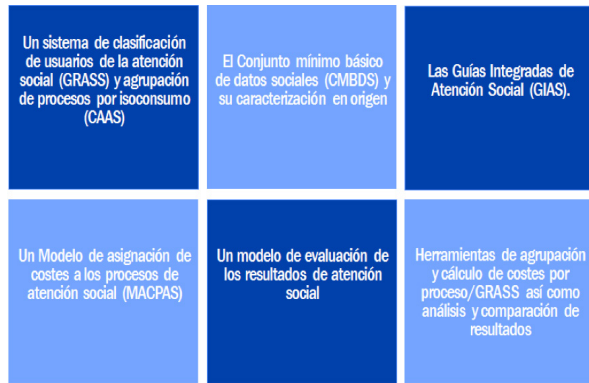 Un sistema de clasificación
de usuarios de la atención
social (GRASS) y agrupación
de procesos por isoconsumo
(CAAS)
El Conjunto mínimo básico
de datos sociales (CMBDS) y
su caracterización en origen
Las Guías Integradas de
Atención Social (GIAS).
Un Modelo de asignación de
costes a los procesos de
atención social (MACPAS)
Un modelo de evaluación de
los resultados de atención
social
Herramientas de agrupación
y cálculo de costes por
proceso/GRASS así como
análisis y comparación de
resultados